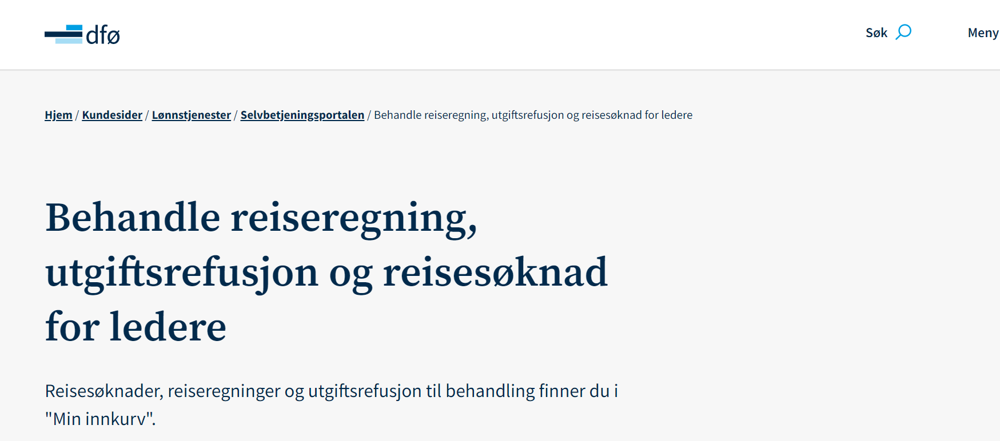 dfø
Søk
Meny
Hjem / Kundesider / Lønnstjenester / Selvbetjeningsportalen / Behandle reiseregning, utgiftsrefusjon og reisesøknad for ledere
Behandle reiseregning,
utgiftsrefusjon og reisesøknad
for ledere
Reisesøknader, reiseregninger og utgiftsrefusjon til behandling finner du i
"Min innkurv".